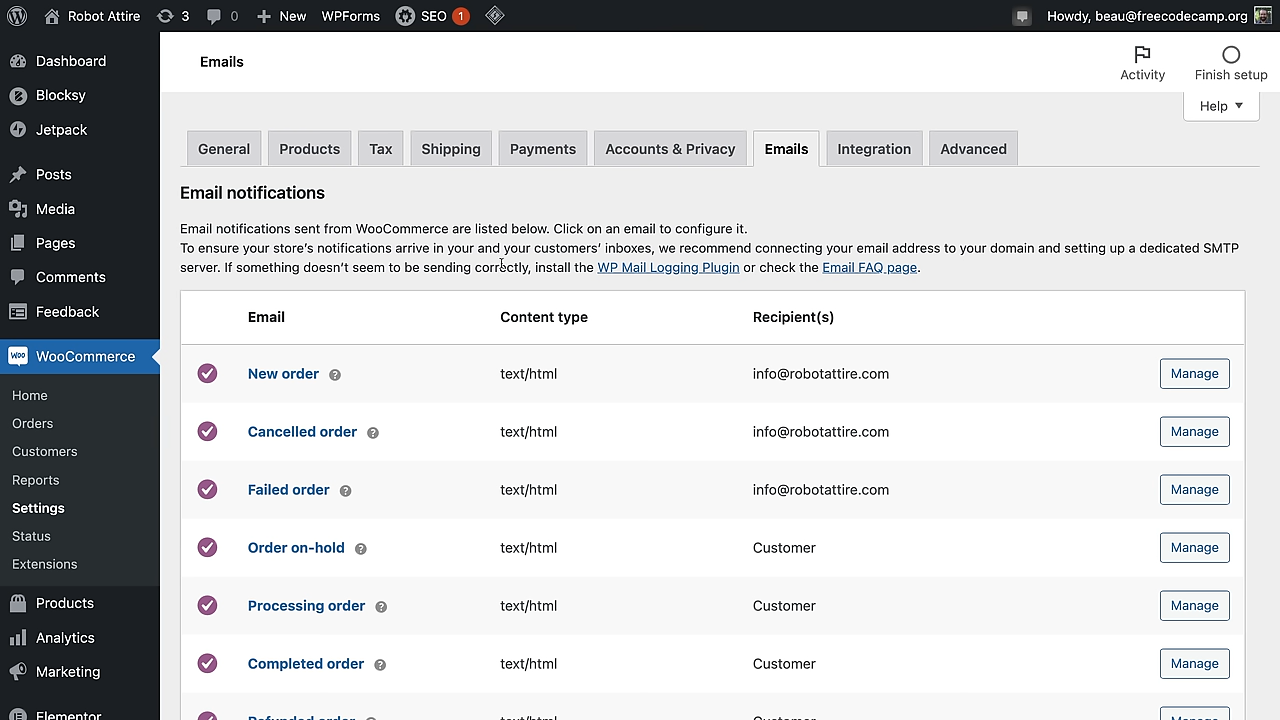 Robot Attire 3 0 New WPForms SEO 1 Howdy, beau@freecodecamp.org
Dashboard
Blocksy
Jetpack
Posts
Media
Pages
Comments
Feedback
WOO WooCommerce
Home
Orders
Customers
Reports
Settings
Status
Extensions
Products
Analytics
Marketing
Elementor
Emails
Activity Finish setup
Help
General Products Tax Shipping Payments Accounts & Privacy Emails Integration Advanced
Email notifications
Email notifications sent from WooCommerce are listed below. Click on an email to configure it.
To ensure your store’s notifications arrive in your and your customers’ inboxes, we recommend connecting your email address to your domain and setting up a dedicated SMTP
server. If something doesn’t seem to be sending correctly, install the WP Mail Logging Plugin or check the Email FAQ page.
Email Content type Recipient(s)
New order ? text/html info@robotattire.com Manage
Cancelled order ? text/html info@robotattire.com Manage
Failed order ? text/html info@robotattire.com Manage
Order on-hold ? text/html Customer Manage
Processing order ? text/html Customer Manage
Completed order ? text/html Customer Manage
Refunded order text/html Customer Manage